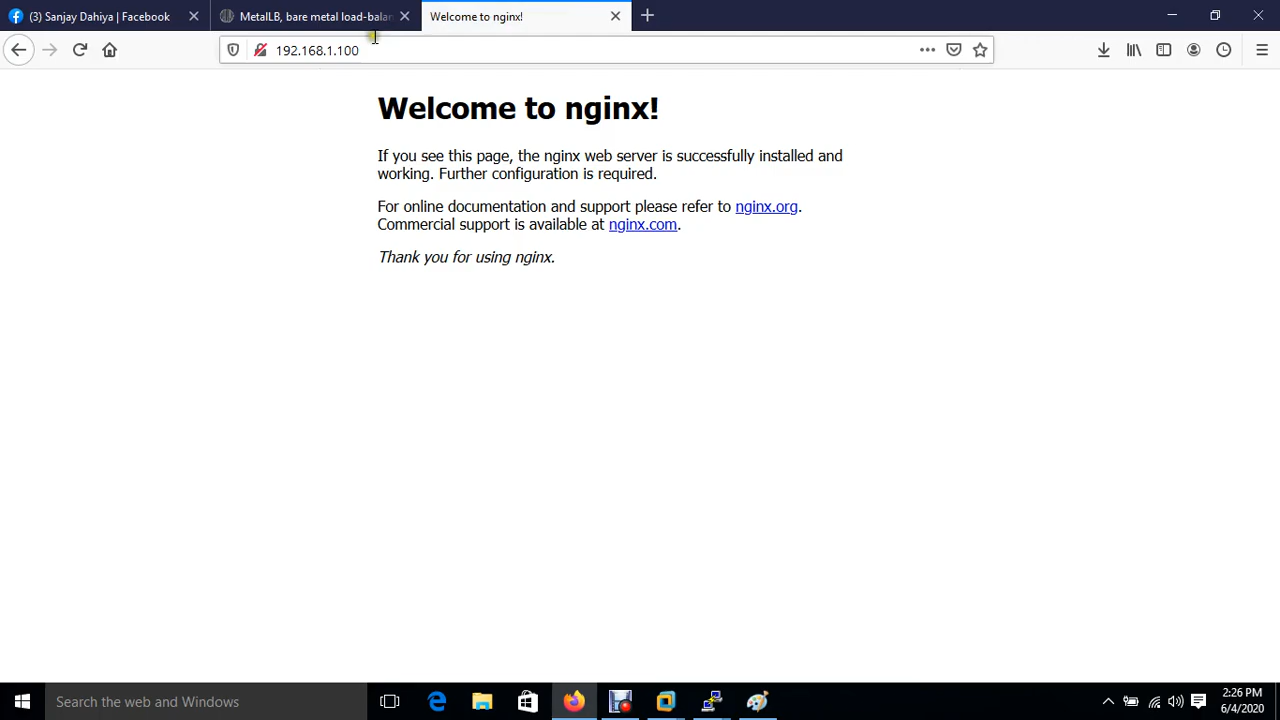 (3) Sanjay Dahiya | Facebook
MetalLB, bare metal load-balan
Welcome to nginx!
192.168.1.100
Welcome to nginx!
If you see this page, the nginx web server is successfully installed and
working. Further configuration is required.
For online documentation and support please refer to nginx.org.
Commercial support is available at nginx.com.
Thank you for using nginx.
Search the web and Windows
2:26 PM
6/4/2020